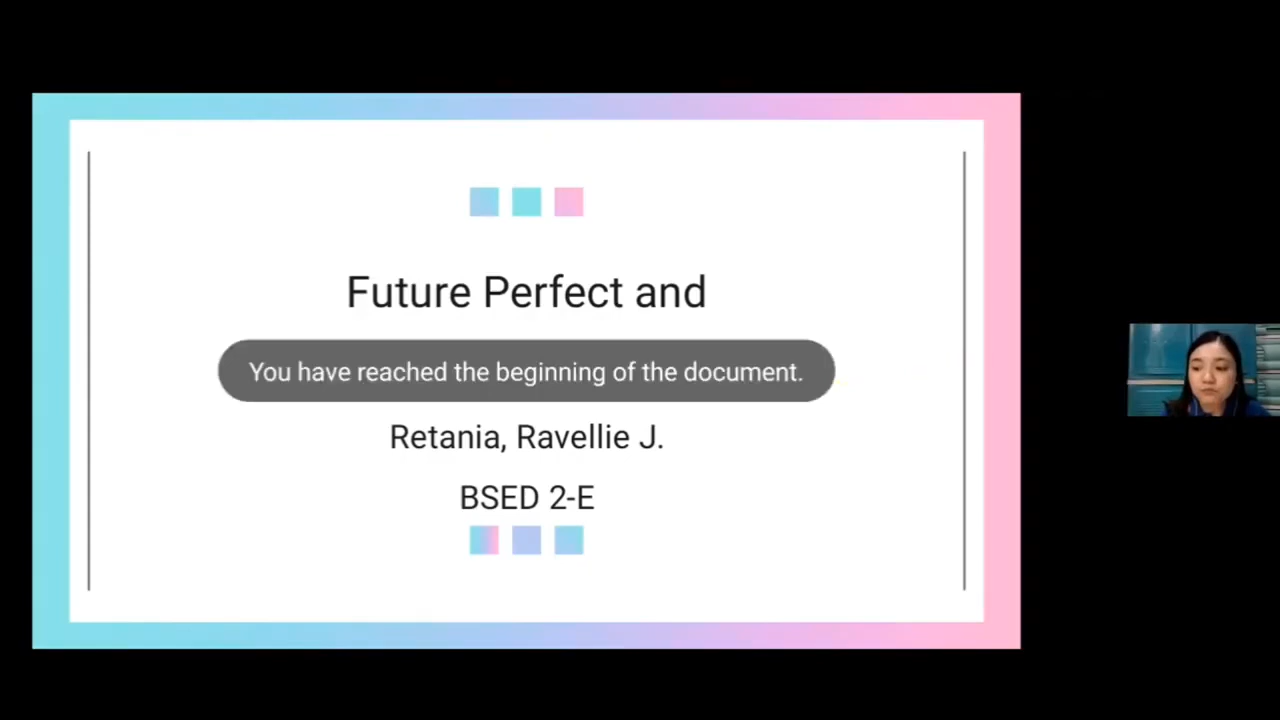 Future Perfect and
You have reached the beginning of the document.
Retania, Ravellie J.
BSED 2-E